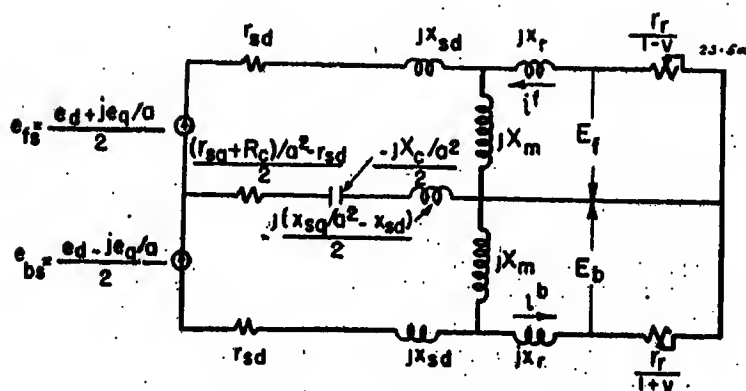 r_sd
jx_sd
jx_r
r_r
1-v
i^f
e_fs = e_d + je_q/a
2
(r_sq + R_c)/a² - r_sd
2
-jX_c/a²
2
jX_m
E_f
j(x_sq/a² - x_sd)
2
e_bs = e_d - je_q/a
2
jX_m
E_b
i^b
r_sd
jx_sd
jx_r
r_r
1+v